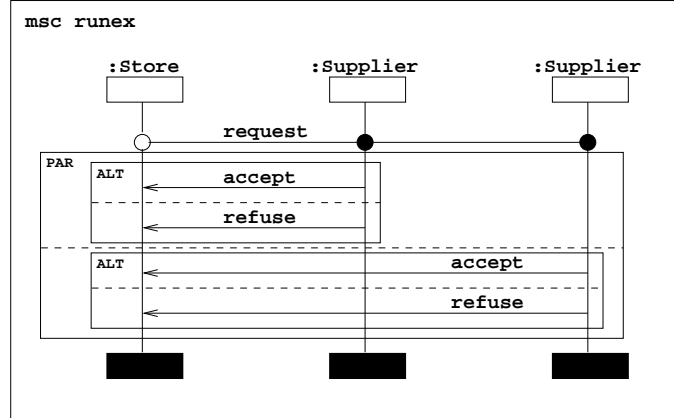 msc runex
:Store :Supplier :Supplier
request
PAR
ALT
accept
refuse
ALT
accept
refuse